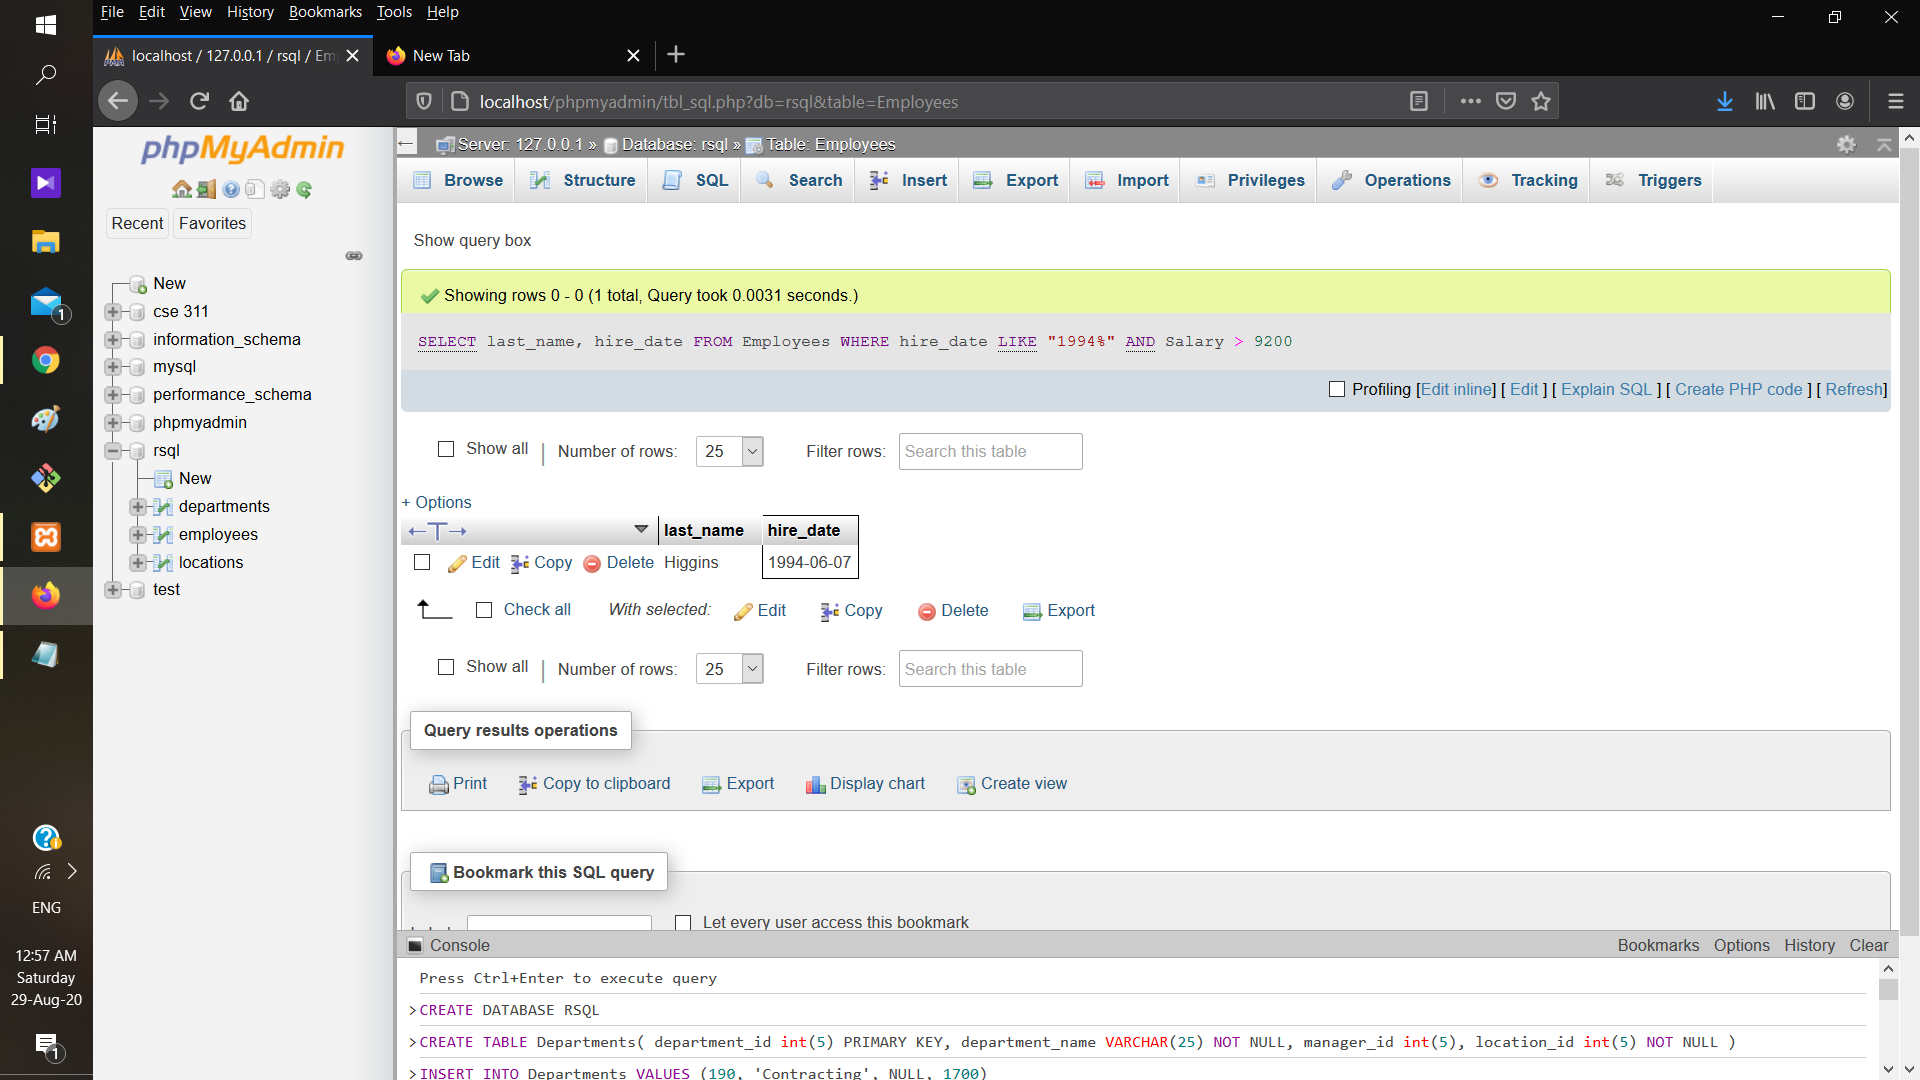 File Edit View History Bookmarks Tools Help
localhost / 127.0.0.1 / rsql / Em
New Tab
localhost/phpmyadmin/tbl_sql.php?db=rsql&table=Employees
phpMyAdmin
Recent Favorites
New
cse 311
information_schema
mysql
performance_schema
phpmyadmin
rsql
New
departments
employees
locations
test
Server: 127.0.0.1 » Database: rsql » Table: Employees
Browse Structure SQL Search Insert Export Import Privileges Operations Tracking Triggers
Show query box
Showing rows 0 - 0 (1 total, Query took 0.0031 seconds.)
SELECT last_name, hire_date FROM Employees WHERE hire_date LIKE "1994%" AND Salary > 9200
Profiling [Edit inline] [ Edit ] [ Explain SQL ] [ Create PHP code ] [ Refresh]
Show all | Number of rows: 25 Filter rows: Search this table
+ Options
←T→ last_name hire_date
Edit Copy Delete Higgins 1994-06-07
Check all With selected: Edit Copy Delete Export
Show all | Number of rows: 25 Filter rows: Search this table
Query results operations
Print Copy to clipboard Export Display chart Create view
Bookmark this SQL query
Let every user access this bookmark
Console Bookmarks Options History Clear
Press Ctrl+Enter to execute query
>CREATE DATABASE RSQL
>CREATE TABLE Departments( department_id int(5) PRIMARY KEY, department_name VARCHAR(25) NOT NULL, manager_id int(5), location_id int(5) NOT NULL )
>INSERT INTO Departments VALUES (190, 'Contracting', NULL, 1700)
1
ENG
12:57 AM
Saturday
29-Aug-20
1